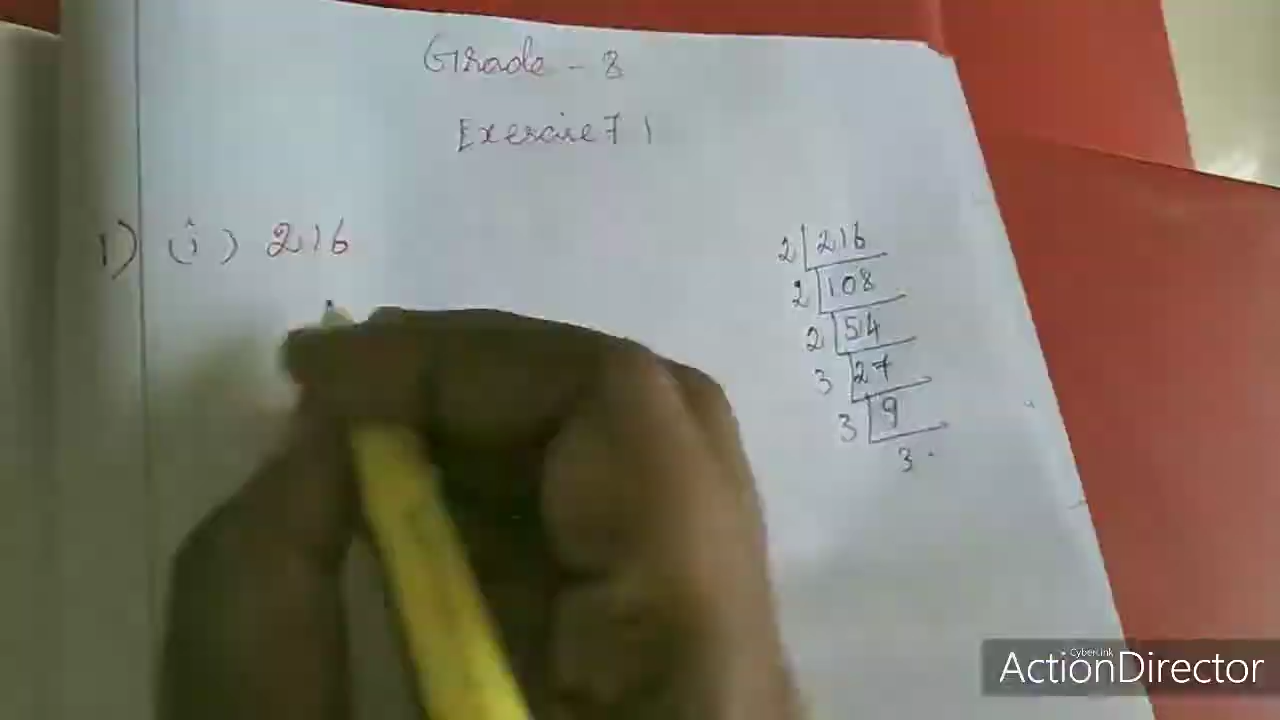 Grade - 8
Exercise 7 1
1) (i) 216
2 216
2 108
2 54
3 27
3 9
3
CyberLink
ActionDirector